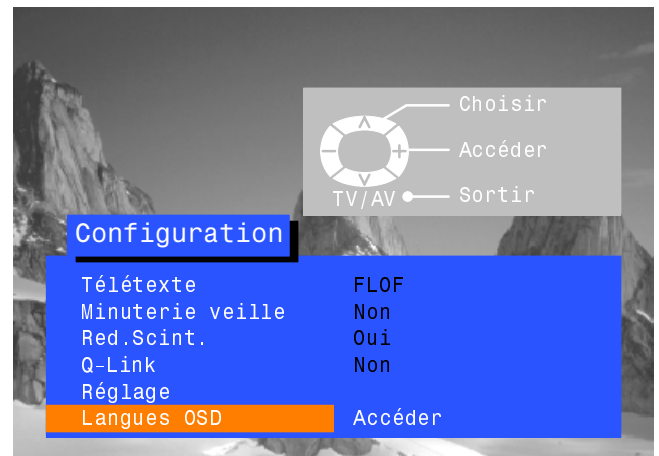 Choisir
Accéder
TV/AV Sortir
Configuration
Télétexte FLOF
Minuterie veille Non
Red.Scint. Oui
Q-Link Non
Réglage
Langues OSD Accéder